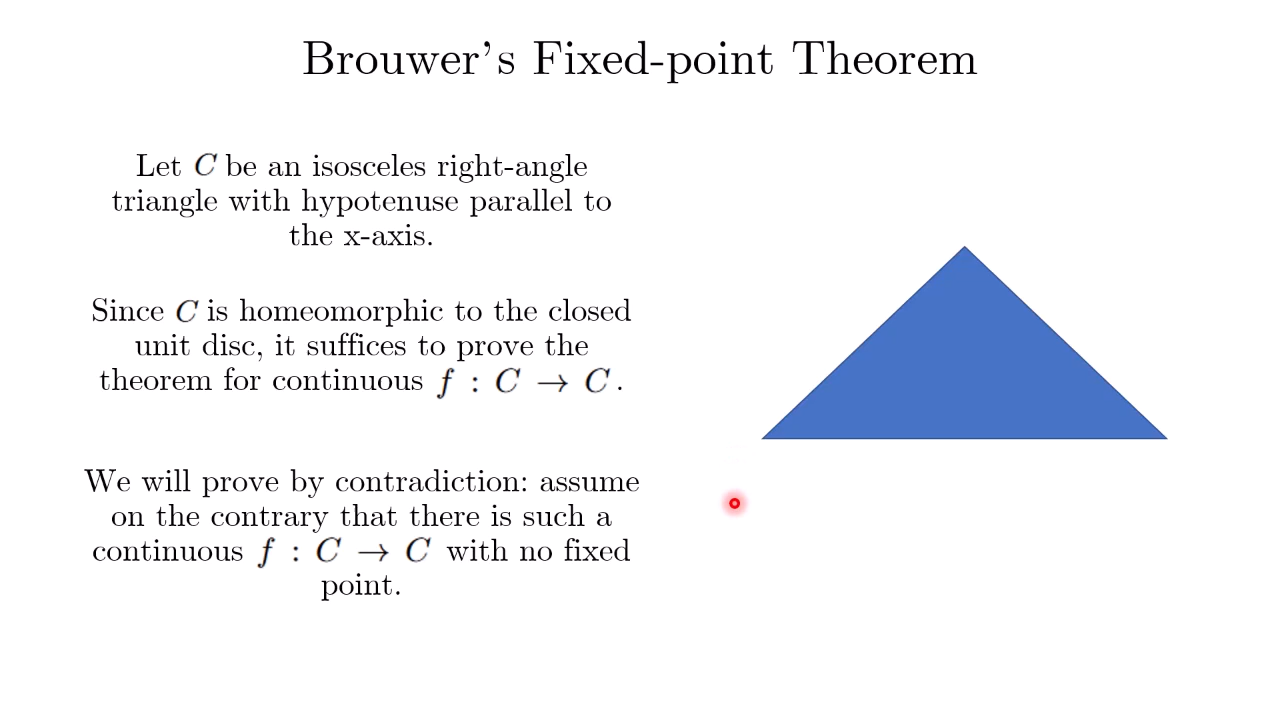 Brouwer's Fixed-point Theorem
Let C be an isosceles right-angle
triangle with hypotenuse parallel to
the x-axis.
Since C is homeomorphic to the closed
unit disc, it suffices to prove the
theorem for continuous f : C → C.
We will prove by contradiction: assume
on the contrary that there is such a
continuous f : C → C with no fixed
point.